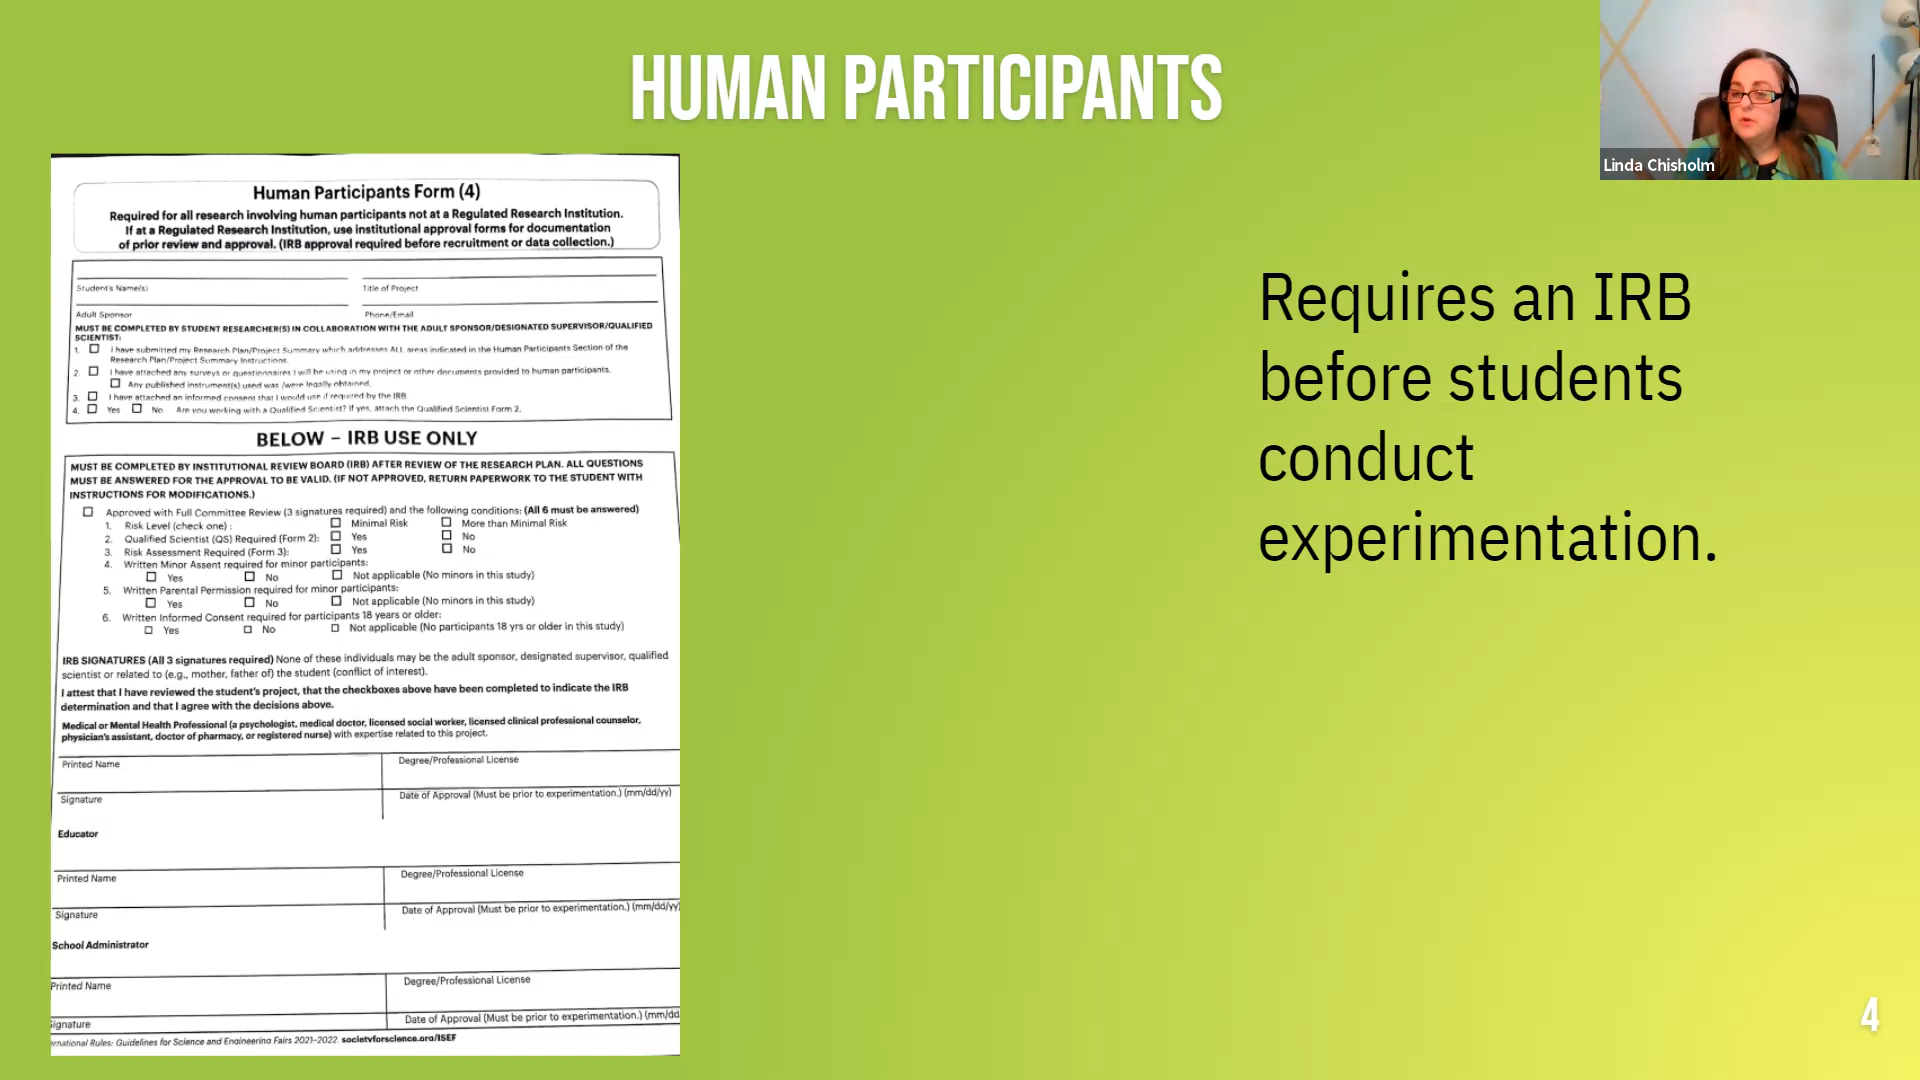 HUMAN PARTICIPANTS
Linda Chisholm
Human Participants Form (4)
Required for all research involving human participants not at a Regulated Research Institution.
If at a Regulated Research Institution, use institutional approval forms for documentation
of prior review and approval. (IRB approval required before recruitment or data collection.)
Student's Name(s) Title of Project
Adult Sponsor Phone/Email
MUST BE COMPLETED BY STUDENT RESEARCHER(S) IN COLLABORATION WITH THE ADULT SPONSOR/DESIGNATED SUPERVISOR/QUALIFIED
SCIENTIST:
1. I have submitted my Research Plan/Project Summary which addresses ALL areas indicated in the Human Participants Section of the
Research Plan/Project Summary Instructions.
2. I have attached any surveys or questionnaires I will be using in my project or other documents provided to human participants.
Any published instrument(s) used was /were legally obtained.
3. I have attached an informed consent that I would use if required by the IRB.
4. Yes No Are you working with a Qualified Scientist? If yes, attach the Qualified Scientist Form 2.
BELOW – IRB USE ONLY
MUST BE COMPLETED BY INSTITUTIONAL REVIEW BOARD (IRB) AFTER REVIEW OF THE RESEARCH PLAN. ALL QUESTIONS
MUST BE ANSWERED FOR THE APPROVAL TO BE VALID. (IF NOT APPROVED, RETURN PAPERWORK TO THE STUDENT WITH
INSTRUCTIONS FOR MODIFICATIONS.)
Approved with Full Committee Review (3 signatures required) and the following conditions: (All 6 must be answered)
1. Risk Level (check one) : Minimal Risk More than Minimal Risk
2. Qualified Scientist (QS) Required (Form 2): Yes No
3. Risk Assessment Required (Form 3): Yes No
4. Written Minor Assent required for minor participants:
Yes No Not applicable (No minors in this study)
5. Written Parental Permission required for minor participants:
Yes No Not applicable (No minors in this study)
6. Written Informed Consent required for participants 18 years or older:
Yes No Not applicable (No participants 18 yrs or older in this study)
IRB SIGNATURES (All 3 signatures required) None of these individuals may be the adult sponsor, designated supervisor, qualified
scientist or related to (e.g., mother, father of) the student (conflict of interest).
I attest that I have reviewed the student's project, that the checkboxes above have been completed to indicate the IRB
determination and that I agree with the decisions above.
Medical or Mental Health Professional (a psychologist, medical doctor, licensed social worker, licensed clinical professional counselor,
physician's assistant, doctor of pharmacy, or registered nurse) with expertise related to this project.
Printed Name Degree/Professional License
Signature Date of Approval (Must be prior to experimentation.) (mm/dd/yy)
Educator
Printed Name Degree/Professional License
Signature Date of Approval (Must be prior to experimentation.) (mm/dd/yy)
School Administrator
Printed Name Degree/Professional License
ignature Date of Approval (Must be prior to experimentation.) (mm/dd
rnational Rules: Guidelines for Science and Engineering Fairs 2021–2022. societyforscience.org/ISEF
Requires an IRB
before students
conduct
experimentation.
4